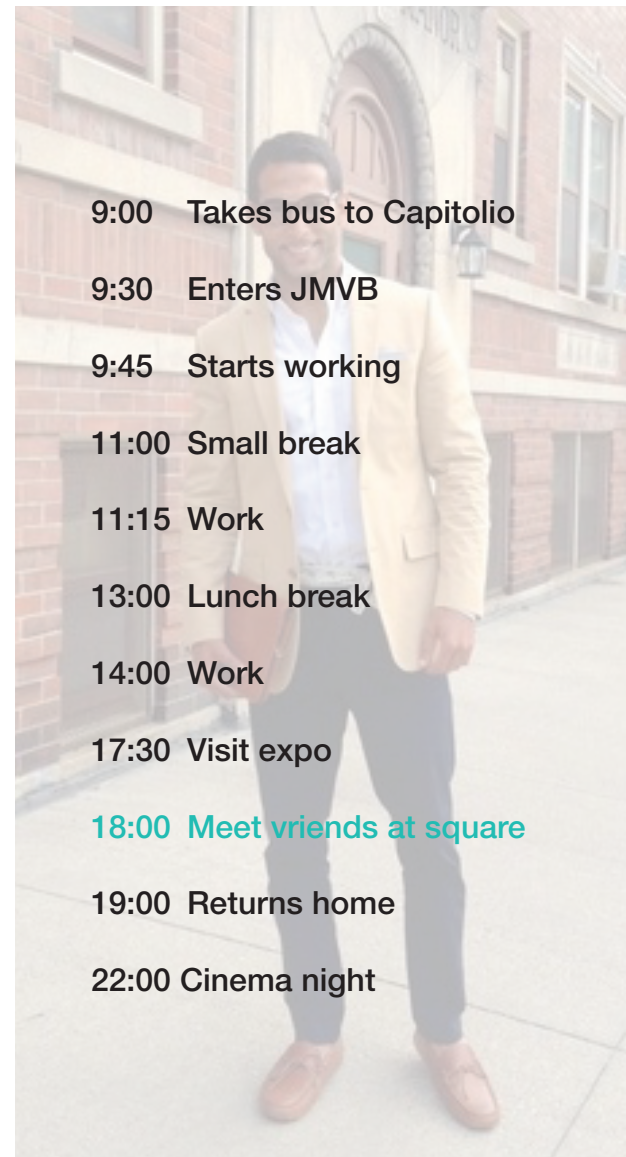 9:00 Takes bus to Capitolio
9:30 Enters JMVB
9:45 Starts working
11:00 Small break
11:15 Work
13:00 Lunch break
14:00 Work
17:30 Visit expo
18:00 Meet vriends at square
19:00 Returns home
22:00 Cinema night